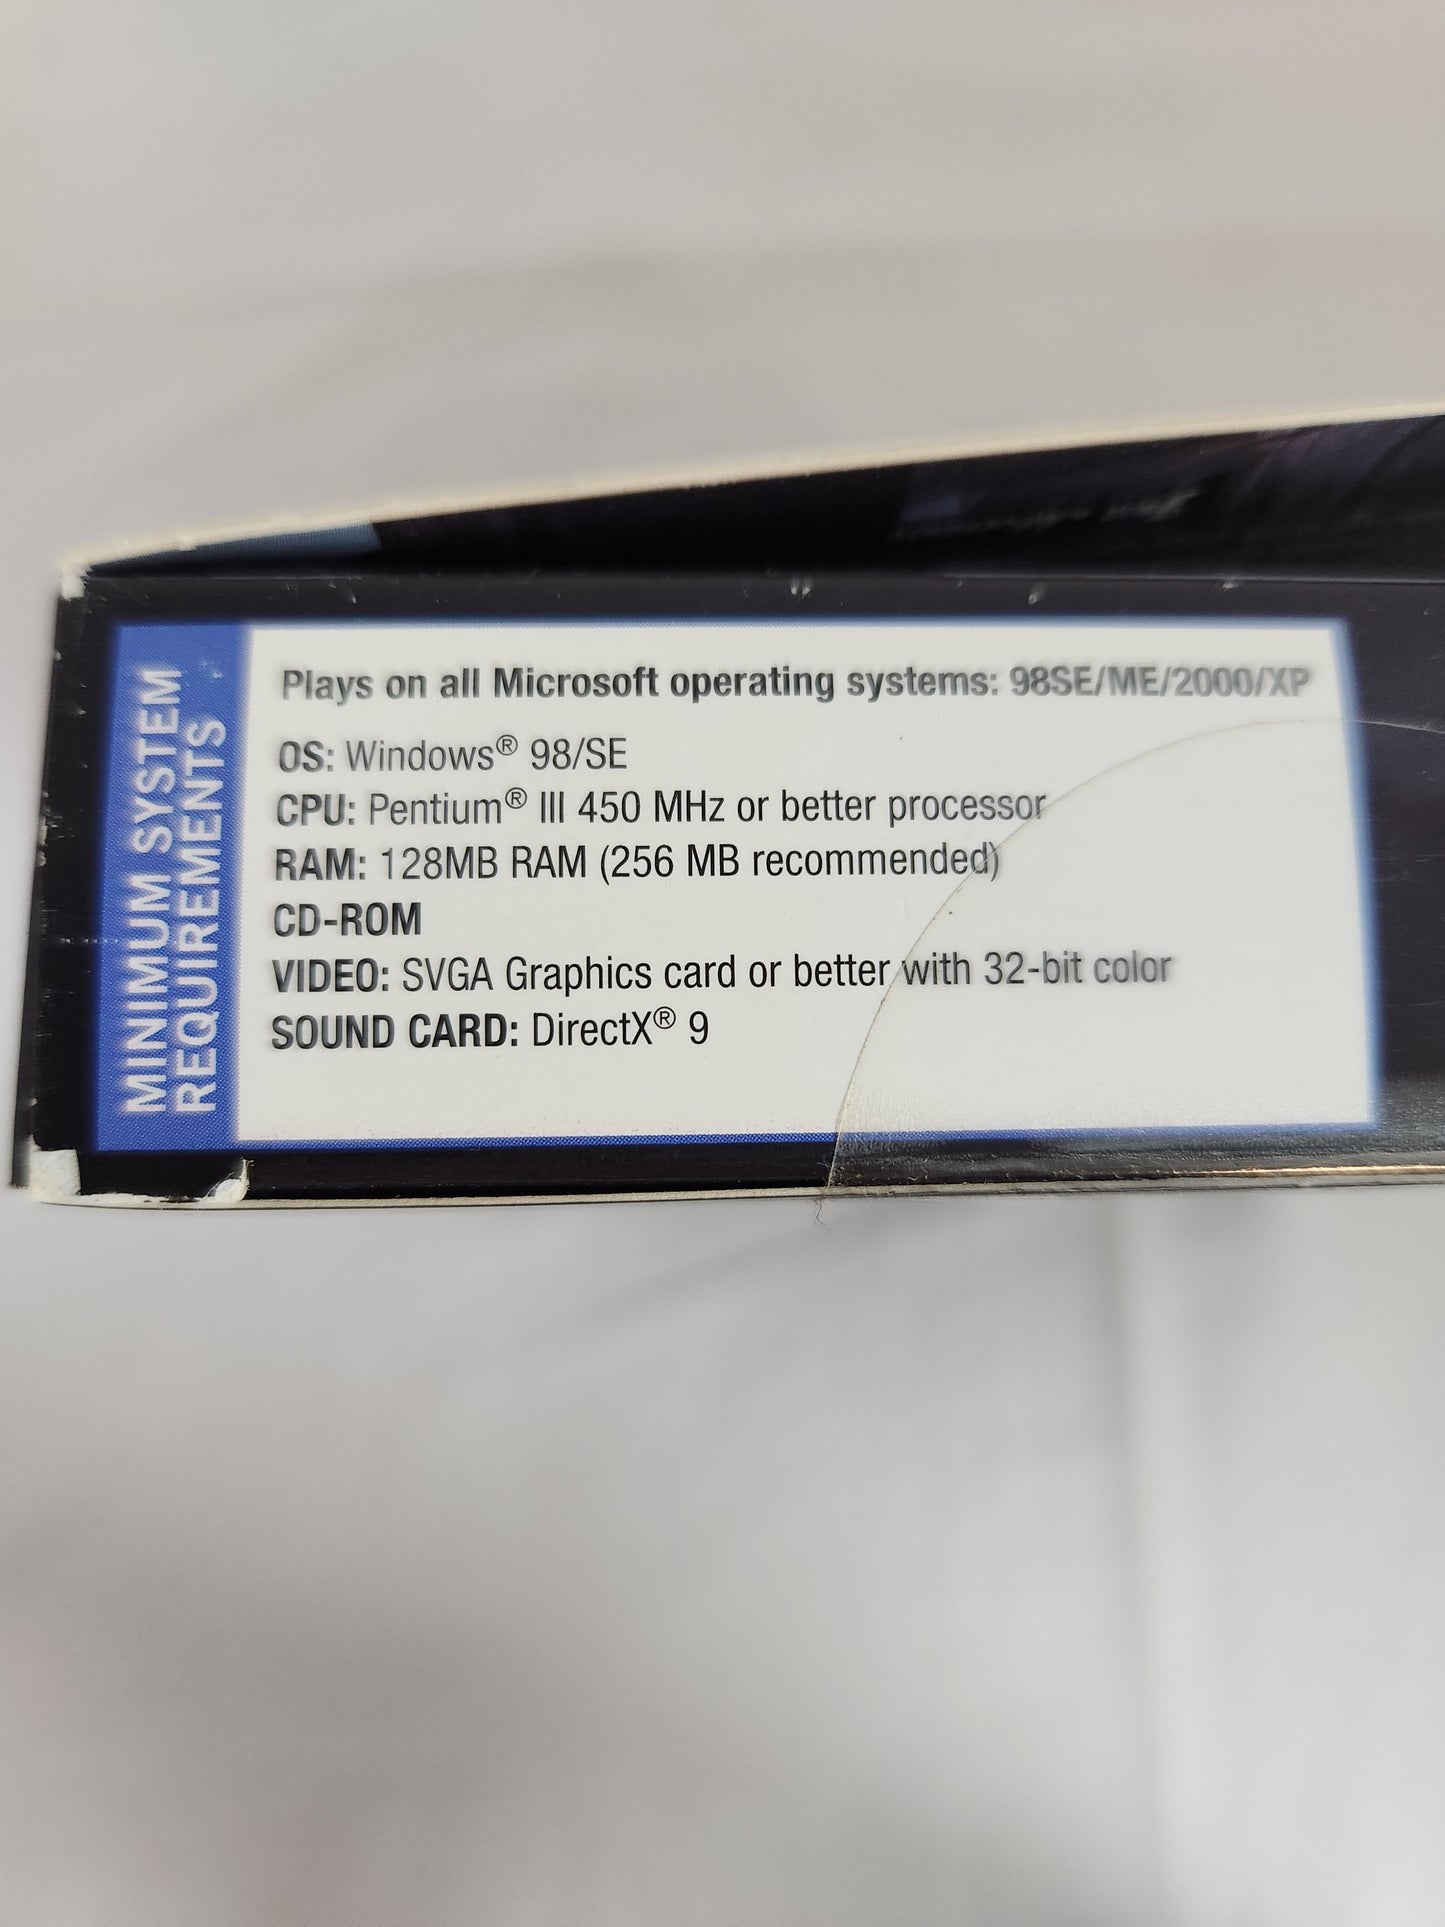 MINIMUM SYSTEM
REQUIREMENTS
Plays on all Microsoft operating systems: 98SE/ME/2000/XP
OS: Windows® 98/SE
CPU: Pentium® III 450 MHz or better processor
RAM: 128MB RAM (256 MB recommended)
CD-ROM
VIDEO: SVGA Graphics card or better with 32-bit color
SOUND CARD: DirectX® 9